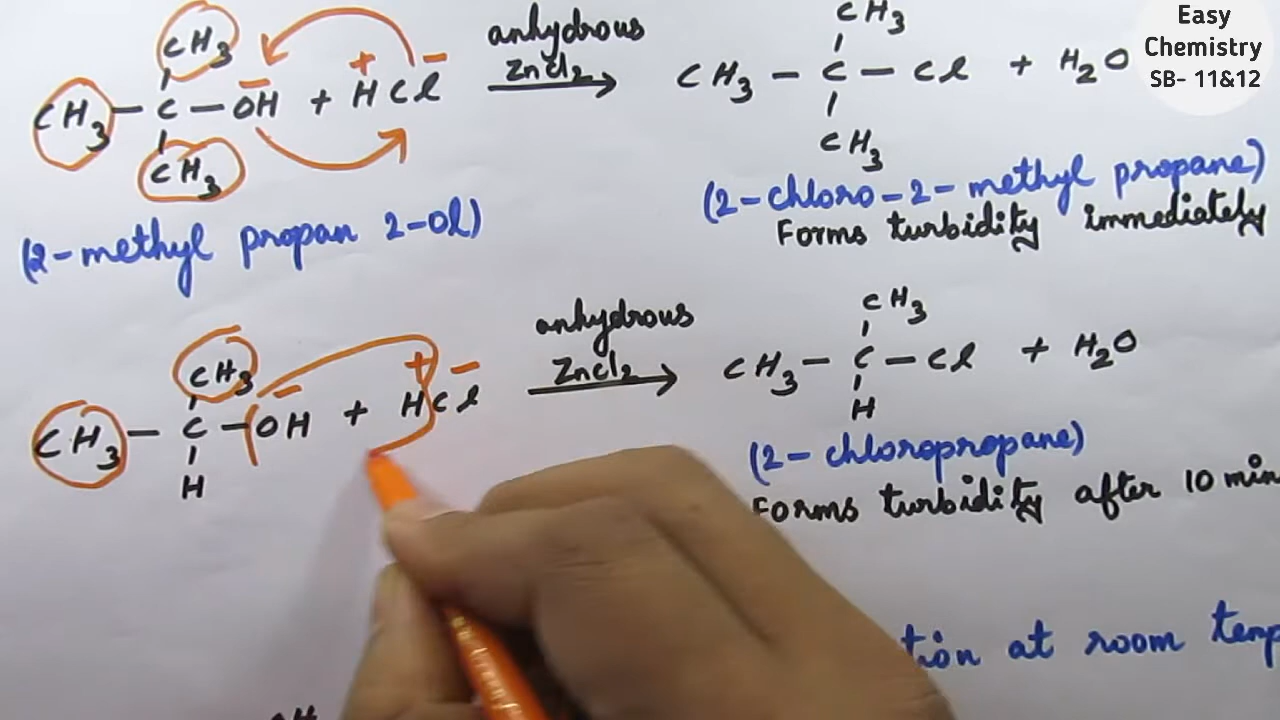 Easy
Chemistry
SB- 11&12
CH3
CH3 — C — OH + HCl
CH3
anhydrous
ZnCl2
CH3
CH3 — C — Cl + H2O
CH3
(2-methyl propan 2-Ol)
(2-chloro-2-methyl propane)
Forms turbidity immediately
CH3
CH3 — C — OH + HCl
H
anhydrous
ZnCl2
CH3
CH3 — C — Cl + H2O
H
(2-chloropropane)
Forms turbidity after 10 min
tion at room temp